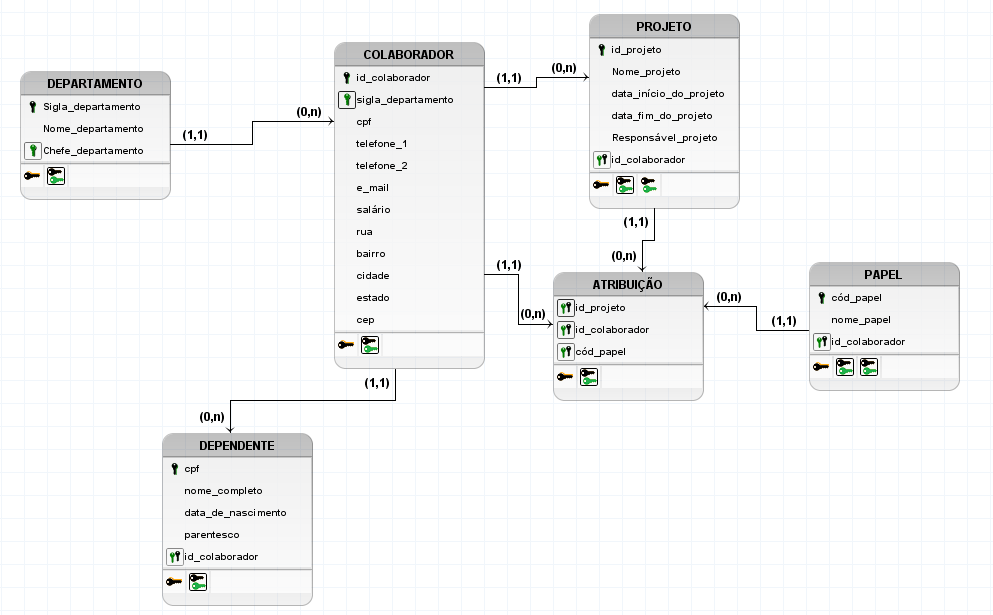 DEPARTAMENTO
Sigla_departamento
Nome_departamento
Chefe_departamento
(1,1)
(0,n)
COLABORADOR
id_colaborador
sigla_departamento
cpf
telefone_1
telefone_2
e_mail
salário
rua
bairro
cidade
estado
cep
(1,1)
(0,n)
PROJETO
id_projeto
Nome_projeto
data_início_do_projeto
data_fim_do_projeto
Responsável_projeto
id_colaborador
(1,1)
(0,n)
(1,1)
(0,n)
ATRIBUIÇÃO
id_projeto
id_colaborador
cód_papel
(0,n)
(1,1)
PAPEL
cód_papel
nome_papel
id_colaborador
(1,1)
(0,n)
DEPENDENTE
cpf
nome_completo
data_de_nascimento
parentesco
id_colaborador